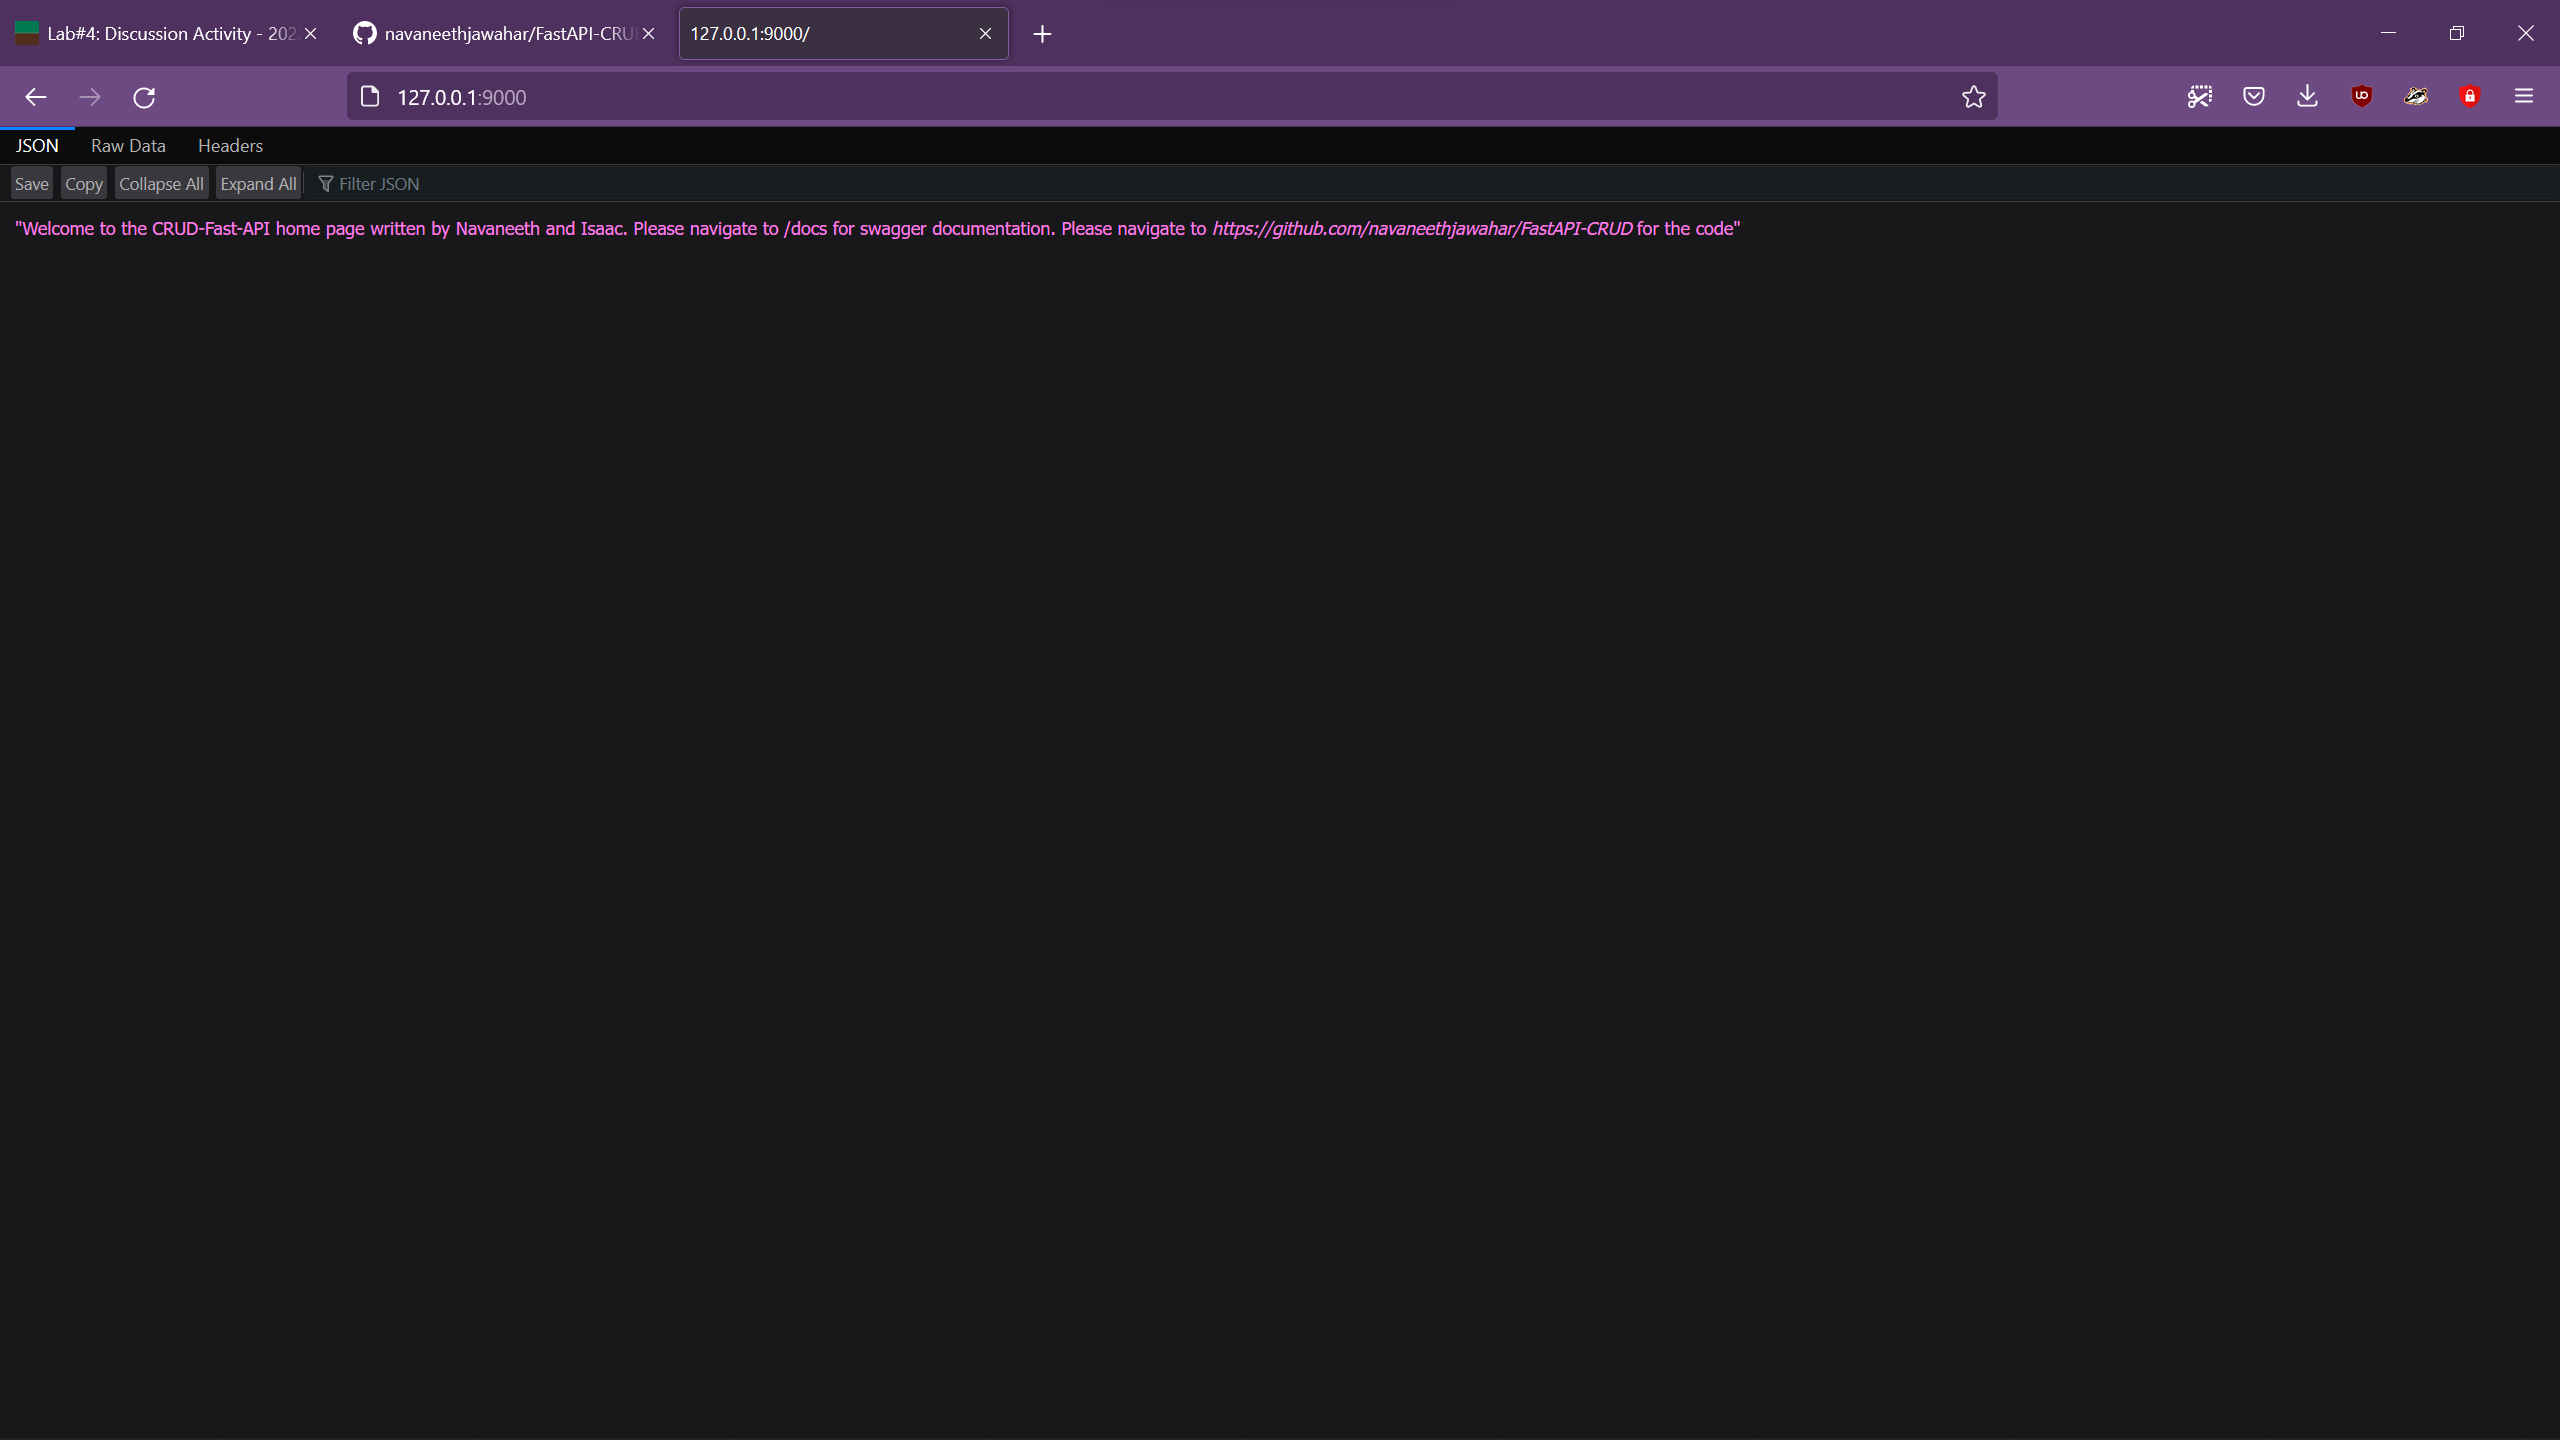 Lab#4: Discussion Activity - 202
navaneethjawahar/FastAPI-CRU
127.0.0.1:9000/
127.0.0.1:9000
JSON Raw Data Headers
Save Copy Collapse All Expand All Filter JSON
"Welcome to the CRUD-Fast-API home page written by Navaneeth and Isaac. Please navigate to /docs for swagger documentation. Please navigate to https://github.com/navaneethjawahar/FastAPI-CRUD for the code"